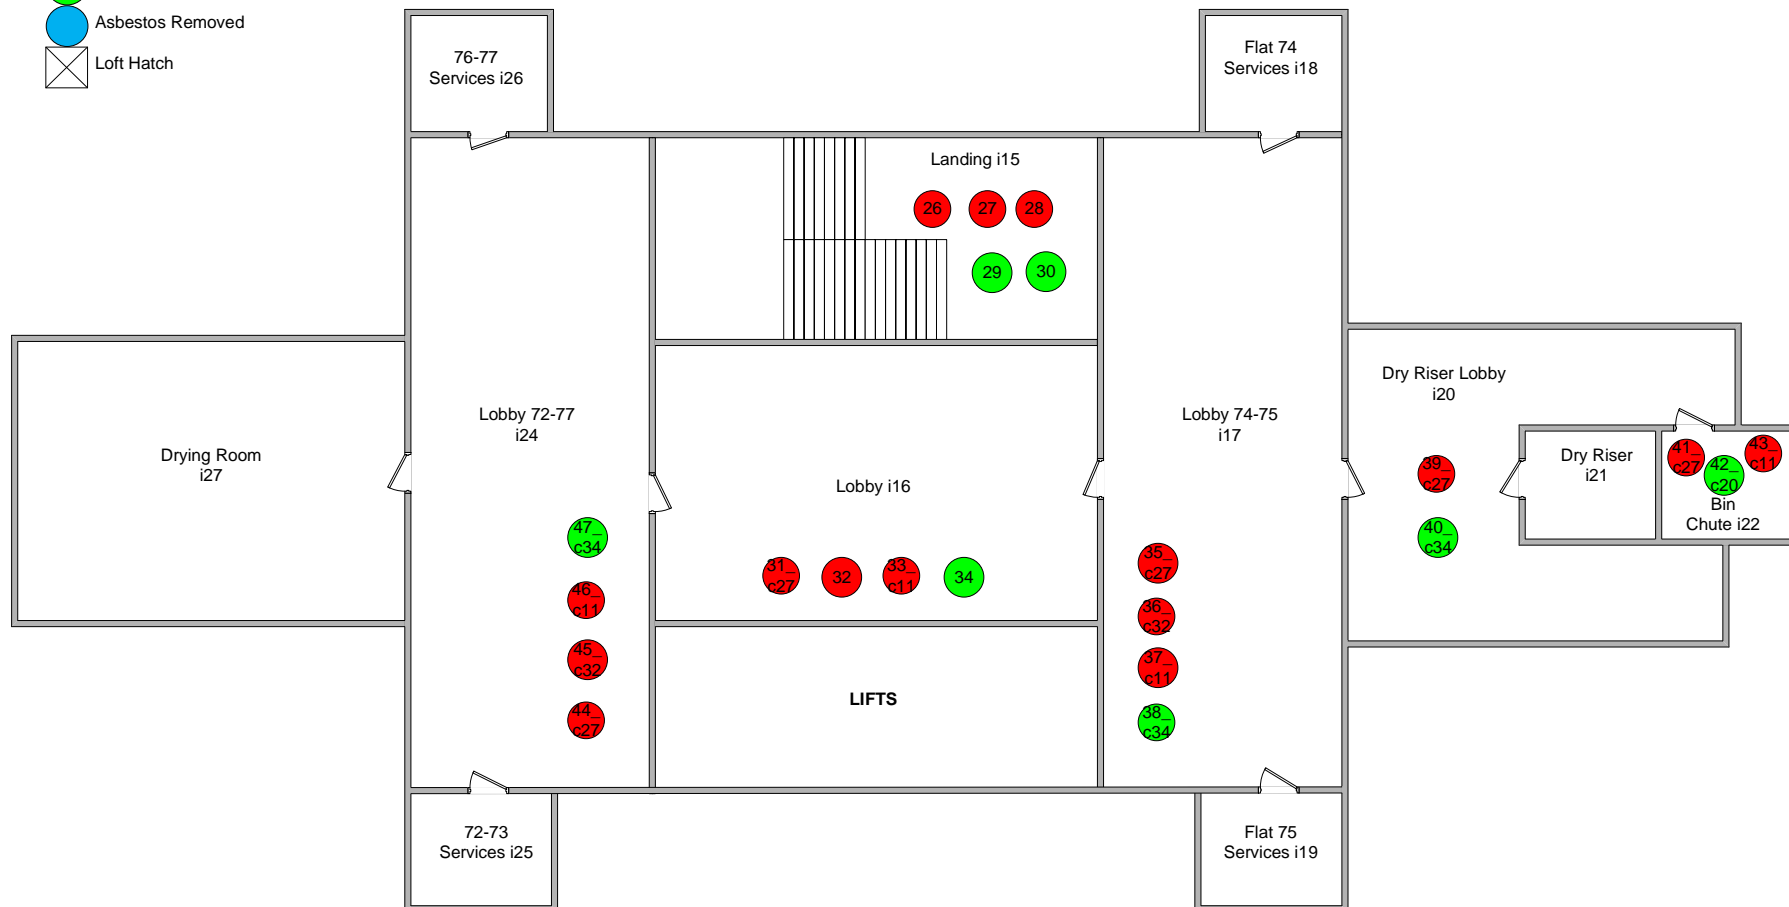 Asbestos Removed
Loft Hatch
76-77
Services i26
Flat 74
Services i18
Landing i15
26
27
28
29
30
Lobby 72-77
i24
Lobby 74-75
i17
Dry Riser Lobby
i20
Drying Room
i27
Lobby i16
Dry Riser
i21
41_
c27
42_
c20
43_
c11
Bin
Chute i22
39_
c27
40_
c34
47_
c34
46_
c11
45_
c32
44_
c27
31_
c27
32
33_
c11
34
35_
c27
36_
c32
37_
c11
38_
c34
LIFTS
72-73
Services i25
Flat 75
Services i19